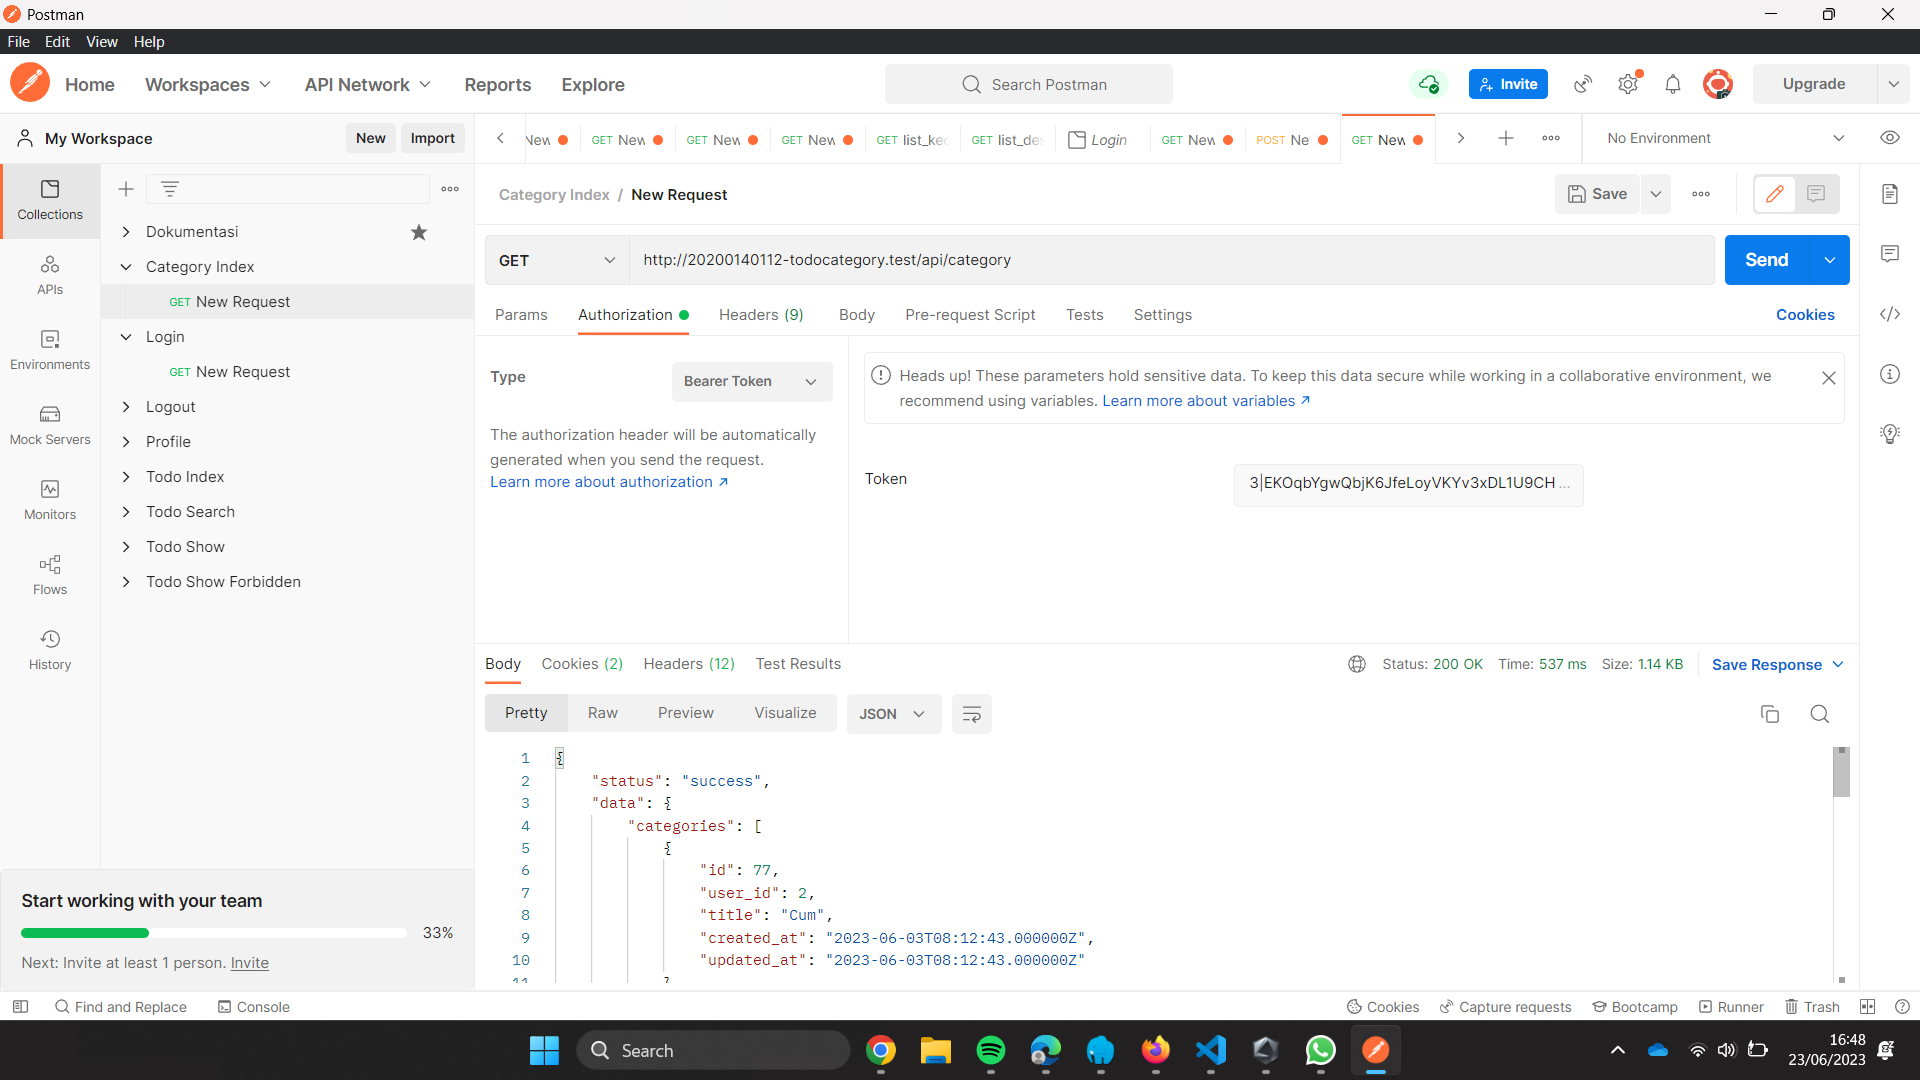 Postman
File Edit View Help
Home Workspaces API Network Reports Explore Search Postman Invite Upgrade
My Workspace New Import
New GET New GET New GET New GET list_kec GET list_des Login GET New POST Ne GET New No Environment
Collections
APIs
Environments
Mock Servers
Monitors
Flows
History
Dokumentasi
Category Index
GET New Request
Login
GET New Request
Logout
Profile
Todo Index
Todo Search
Todo Show
Todo Show Forbidden
Start working with your team
33%
Next: Invite at least 1 person. Invite
Category Index / New Request Save
GET http://20200140112-todocategory.test/api/category Send
Params Authorization Headers (9) Body Pre-request Script Tests Settings Cookies
Type Bearer Token
The authorization header will be automatically
generated when you send the request.
Learn more about authorization ↗
Heads up! These parameters hold sensitive data. To keep this data secure while working in a collaborative environment, we
recommend using variables. Learn more about variables ↗
Token 3|EKOqbYgwQbjK6JfeLoyVKYv3xDL1U9CH ...
Body Cookies (2) Headers (12) Test Results Status: 200 OK Time: 537 ms Size: 1.14 KB Save Response
Pretty Raw Preview Visualize JSON
1 {
2 "status": "success",
3 "data": {
4 "categories": [
5 {
6 "id": 77,
7 "user_id": 2,
8 "title": "Cum",
9 "created_at": "2023-06-03T08:12:43.000000Z",
10 "updated_at": "2023-06-03T08:12:43.000000Z"
11 }
Find and Replace Console Cookies Capture requests Bootcamp Runner Trash
Search
16:48
23/06/2023